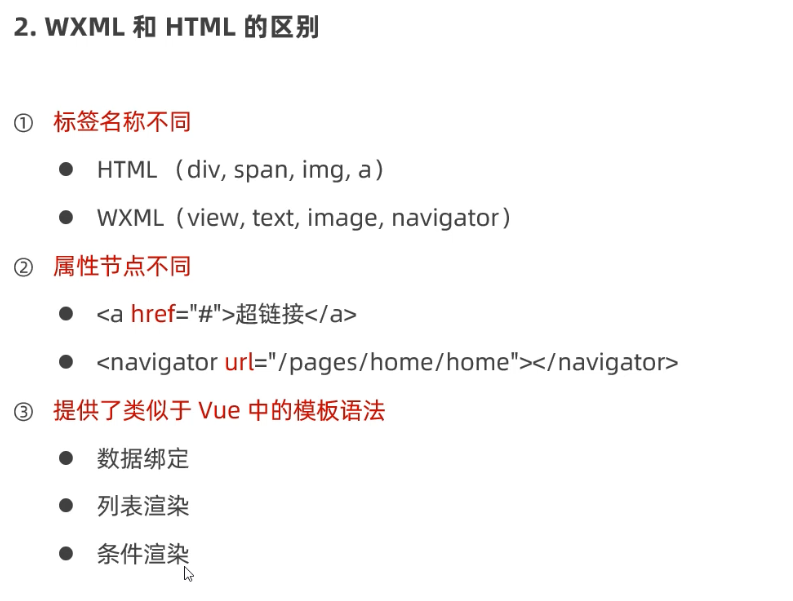 2. WXML 和 HTML 的区别
① 标签名称不同
● HTML （div, span, img, a）
● WXML（view, text, image, navigator）
② 属性节点不同
● <a href="#">超链接</a>
● <navigator url="/pages/home/home"></navigator>
③ 提供了类似于 Vue 中的模板语法
● 数据绑定
● 列表渲染
● 条件渲染